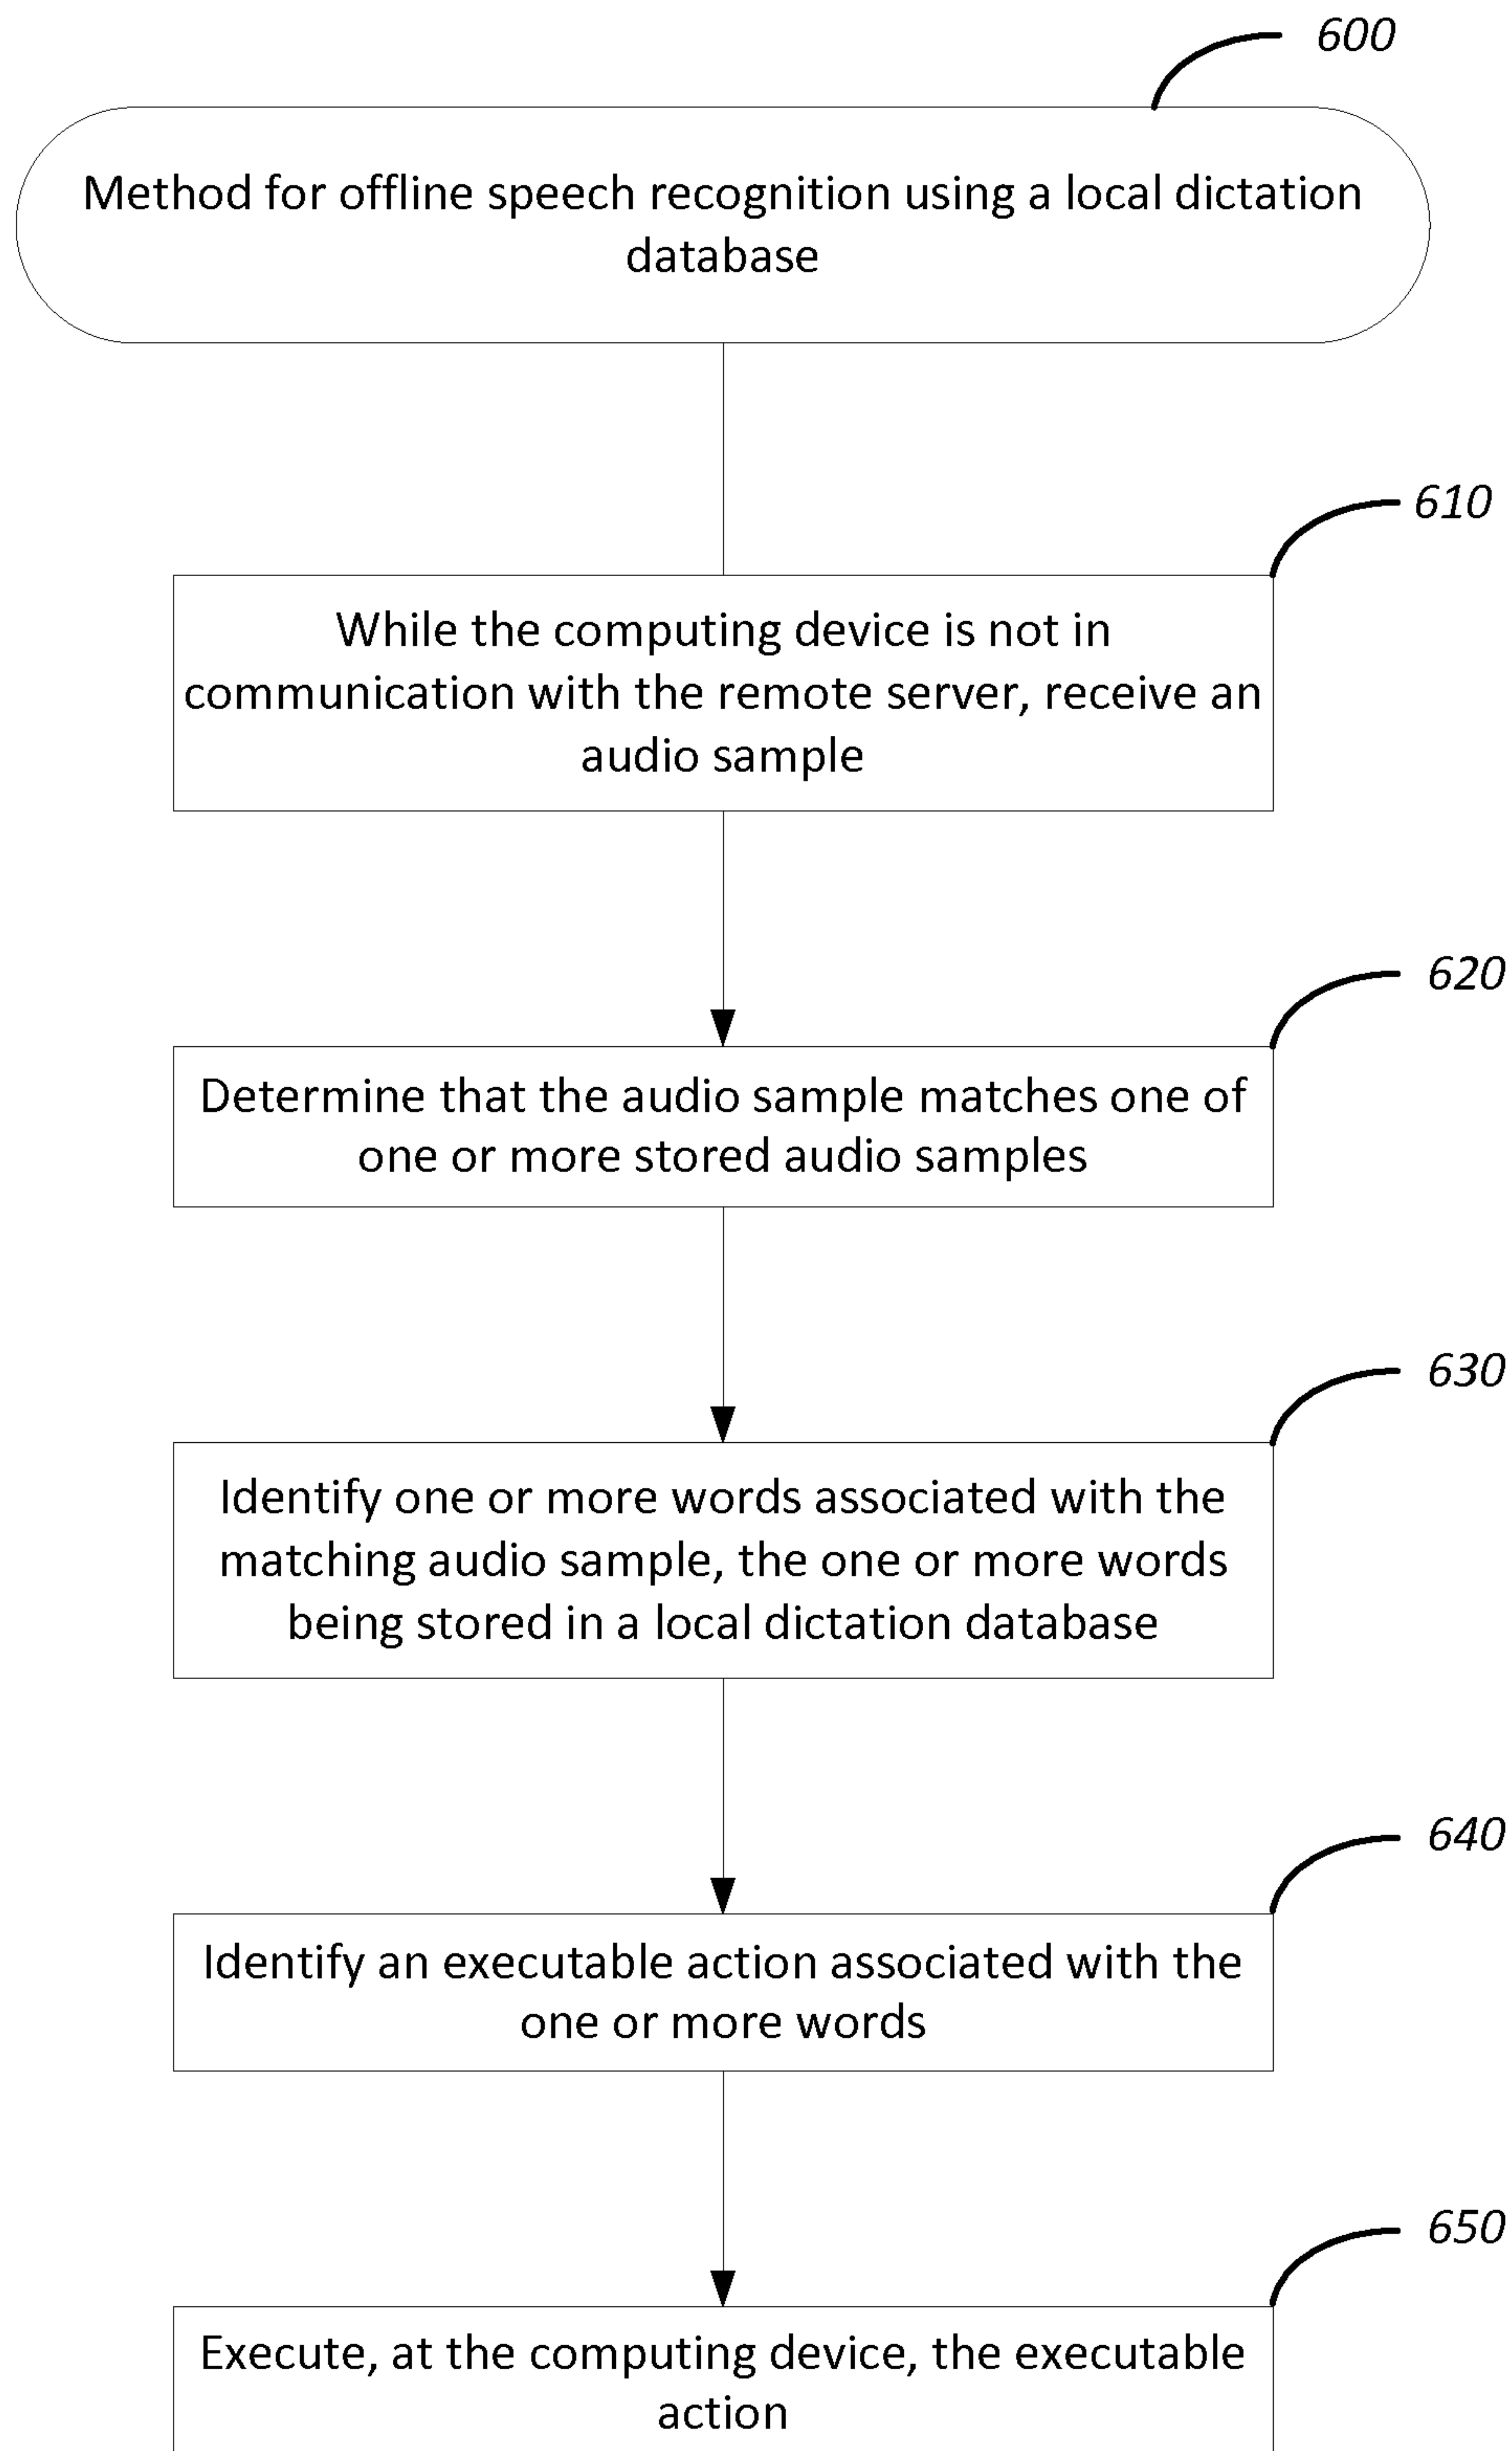 600
Method for offline speech recognition using a local dictation
database
610
While the computing device is not in
communication with the remote server, receive an
audio sample
620
Determine that the audio sample matches one of
one or more stored audio samples
630
Identify one or more words associated with the
matching audio sample, the one or more words
being stored in a local dictation database
640
Identify an executable action associated with the
one or more words
650
Execute, at the computing device, the executable
action